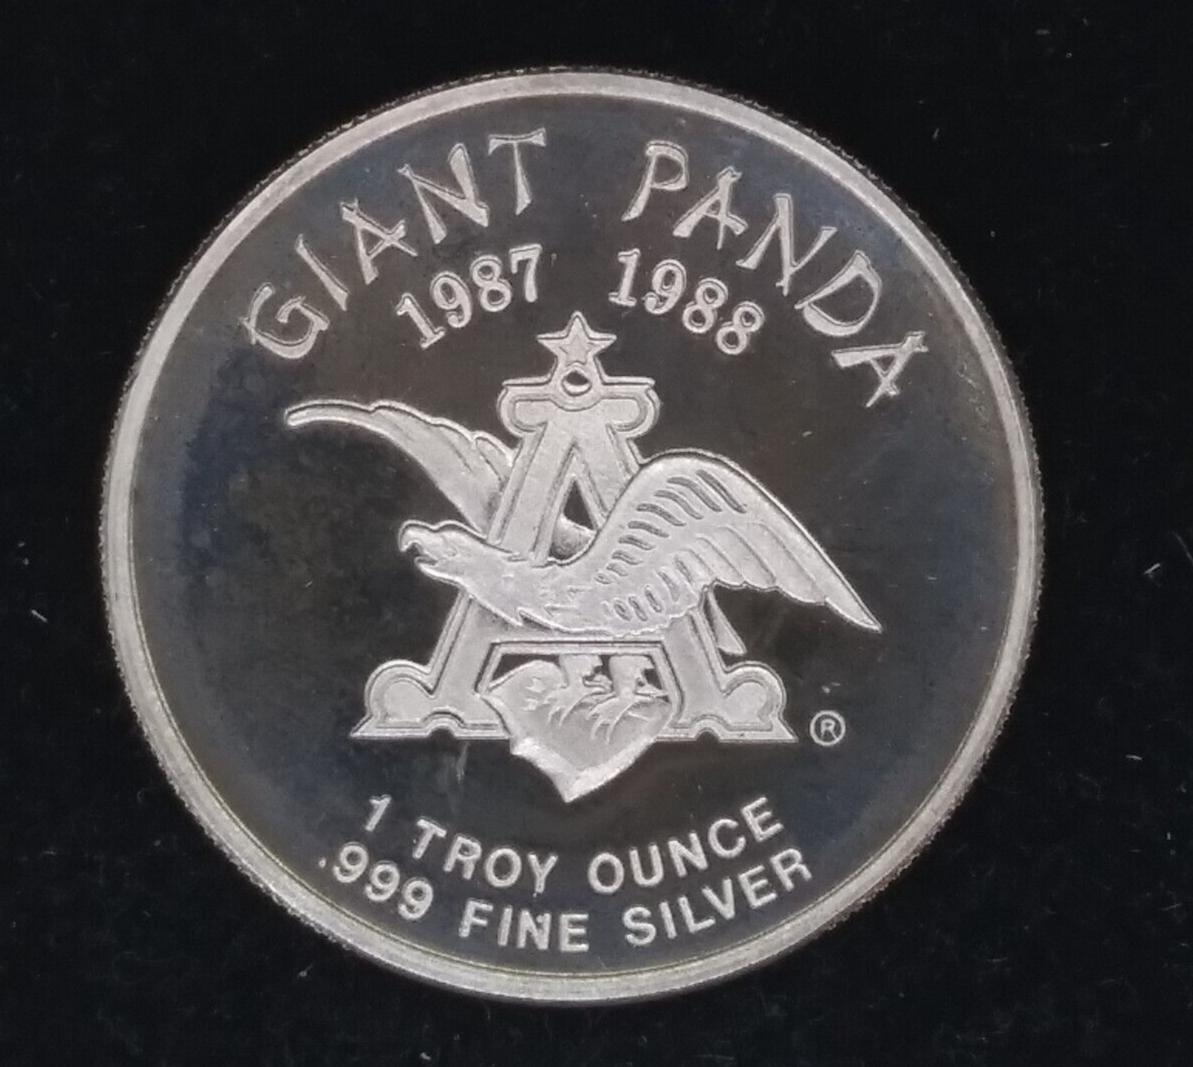 GIANT PANDA
1987 1988
®
1 TROY OUNCE
.999 FINE SILVER